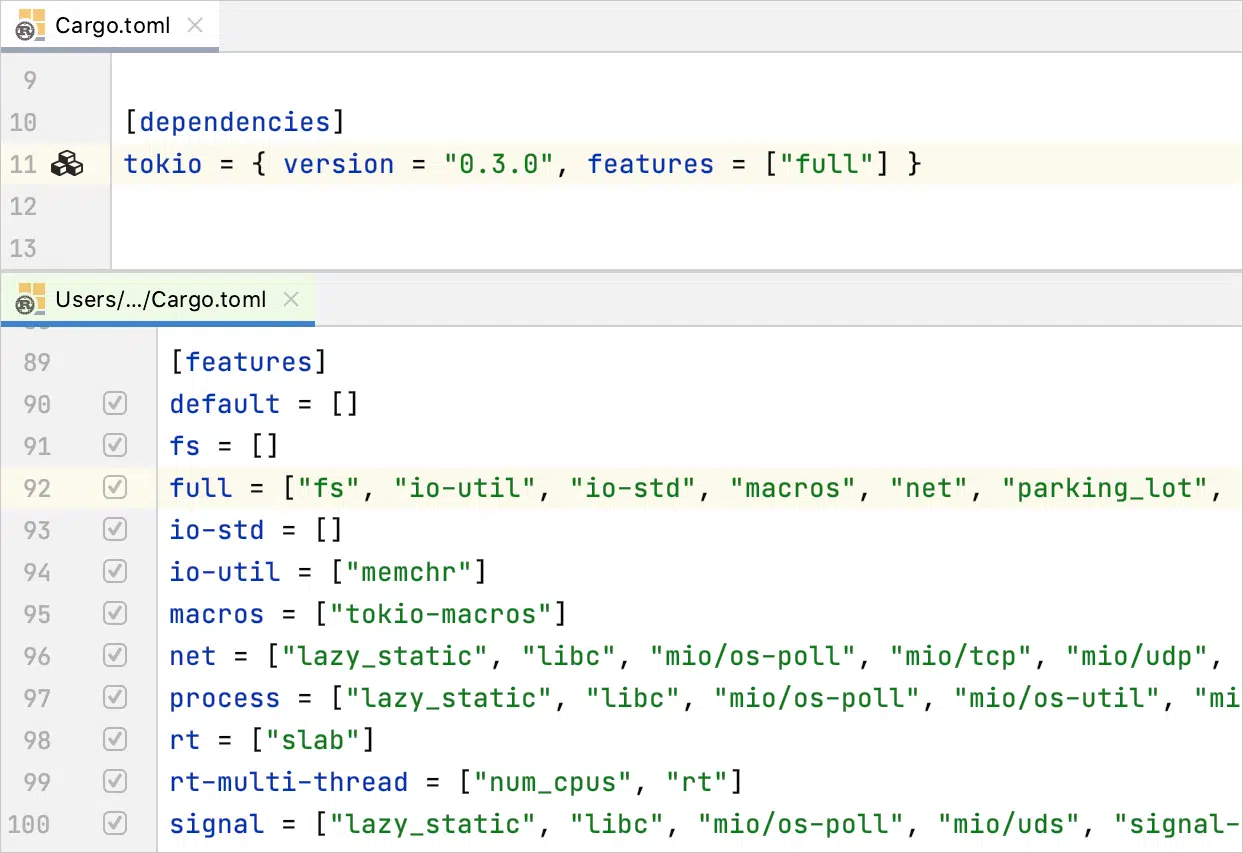 Cargo.toml
9
10 [dependencies]
11 tokio = { version = "0.3.0", features = ["full"] }
12
13
Users/.../Cargo.toml
89 [features]
90 default = []
91 fs = []
92 full = ["fs", "io-util", "io-std", "macros", "net", "parking_lot",
93 io-std = []
94 io-util = ["memchr"]
95 macros = ["tokio-macros"]
96 net = ["lazy_static", "libc", "mio/os-poll", "mio/tcp", "mio/udp",
97 process = ["lazy_static", "libc", "mio/os-poll", "mio/os-util", "mi
98 rt = ["slab"]
99 rt-multi-thread = ["num_cpus", "rt"]
100 signal = ["lazy_static", "libc", "mio/os-poll", "mio/uds", "signal-